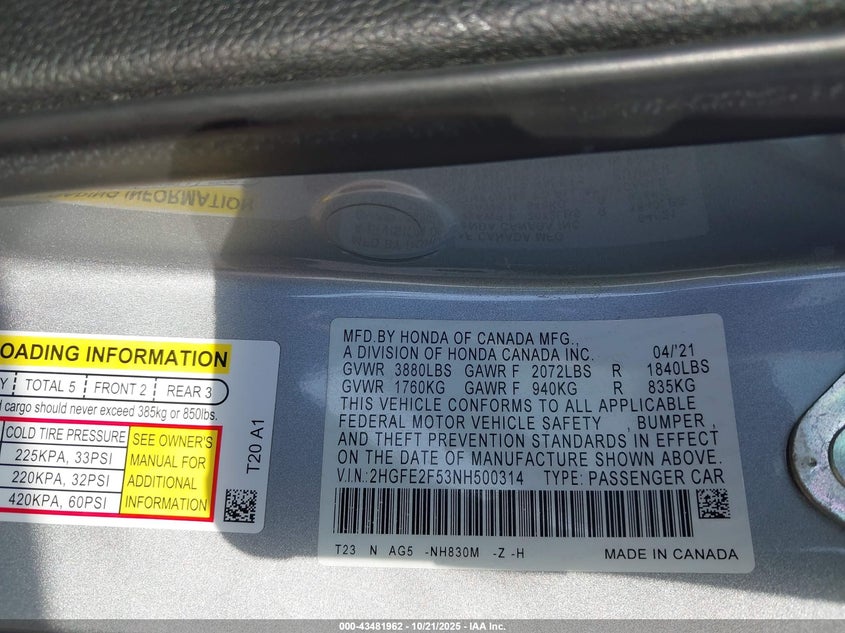 OADING INFORMATION
Y TOTAL 5 FRONT 2 REAR 3
d cargo should never exceed 385kg or 850lbs.
COLD TIRE PRESSURE
225KPA, 33PSI
220KPA, 32PSI
420KPA, 60PSI
SEE OWNER'S
MANUAL FOR
ADDITIONAL
INFORMATION
T20 A1
MFD.BY HONDA OF CANADA MFG.,
A DIVISION OF HONDA CANADA INC. 04/'21
GVWR 3880LBS GAWR F 2072LBS R 1840LBS
GVWR 1760KG GAWR F 940KG R 835KG
THIS VEHICLE CONFORMS TO ALL APPLICABLE
FEDERAL MOTOR VEHICLE SAFETY , BUMPER ,
AND THEFT PREVENTION STANDARDS IN EFFECT
ON THE DATE OF MANUFACTURE SHOWN ABOVE.
V.I.N.:2HGFE2F53NH500314 TYPE: PASSENGER CAR
T23 N AG5 -NH830M -Z -H
MADE IN CANADA
000-43481962 - 10/21/2025 - IAA Inc.